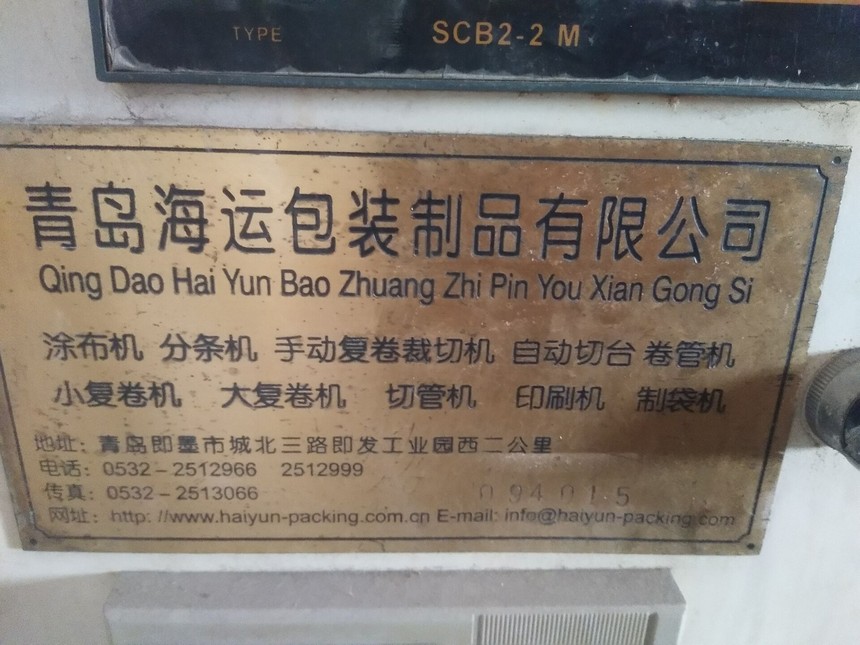 TYPE SCB2-2 M
青岛海运包装制品有限公司
Qing Dao Hai Yun Bao Zhuang Zhi Pin You Xian Gong Si
涂布机 分条机 手动复卷裁切机 自动切台 卷管机
小复卷机 大复卷机 切管机 印刷机 制袋机
地址: 青岛即墨市城北三路即发工业园西二公里
电话: 0532-2512966 2512999
传真: 0532-2513066
094015
网址: http: //www.haiyun-packing.com.cn E-mail: info@haiyun-packing.com